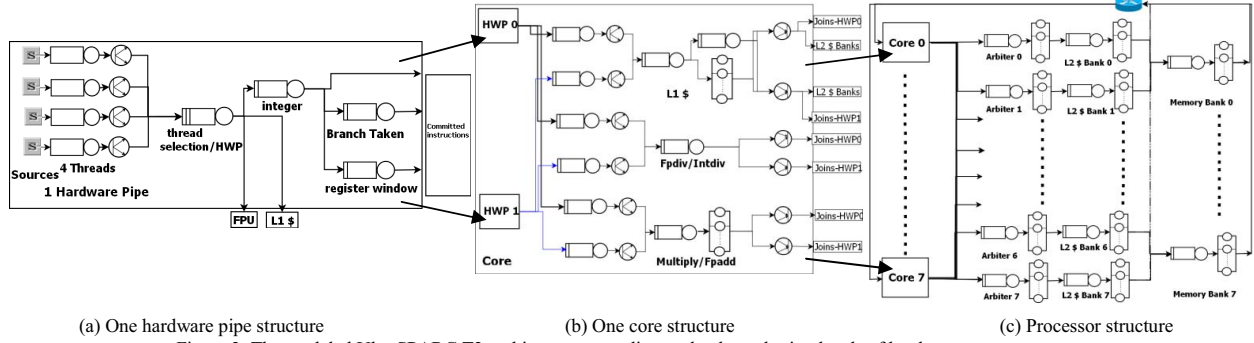 S
S
S
S
Sources
4 Threads
1 Hardware Pipe
thread
selection/HWP
integer
Branch Taken
register window
Committed
instructions
FPU
L1 $
HWP 0
HWP 1
Core
L1 $
Fpdiv/Intdiv
Multiply/Fpadd
Joins-HWP0
L2 $ Banks
L2 $ Banks
Joins-HWP1
Joins-HWP0
Joins-HWP1
Joins-HWP0
Joins-HWP1
Core 0
Core 7
Arbiter 0
L2 $ Bank 0
Arbiter 1
L2 $ Bank 1
Arbiter 6
L2 $ Bank 6
Arbiter 7
L2 $ Bank 7
Memory Bank 0
Memory Bank 7
(a) One hardware pipe structure
(b) One core structure
(c) Processor structure